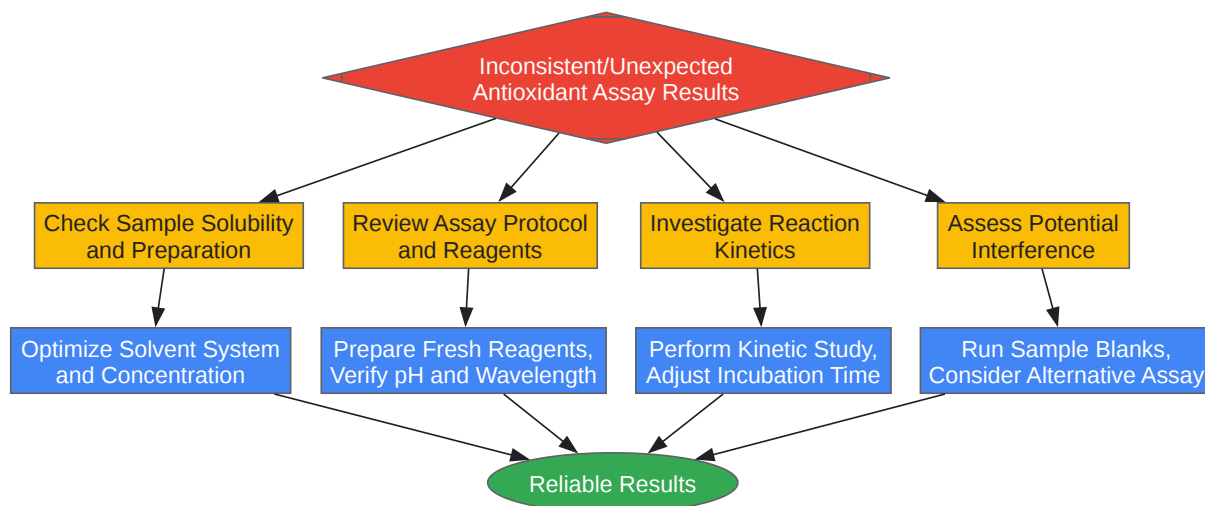 Inconsistent/Unexpected
Antioxidant Assay Results
Check Sample Solubility
and Preparation
Review Assay Protocol
and Reagents
Investigate Reaction
Kinetics
Assess Potential
Interference
Optimize Solvent System
and Concentration
Prepare Fresh Reagents,
Verify pH and Wavelength
Perform Kinetic Study,
Adjust Incubation Time
Run Sample Blanks,
Consider Alternative Assay
Reliable Results